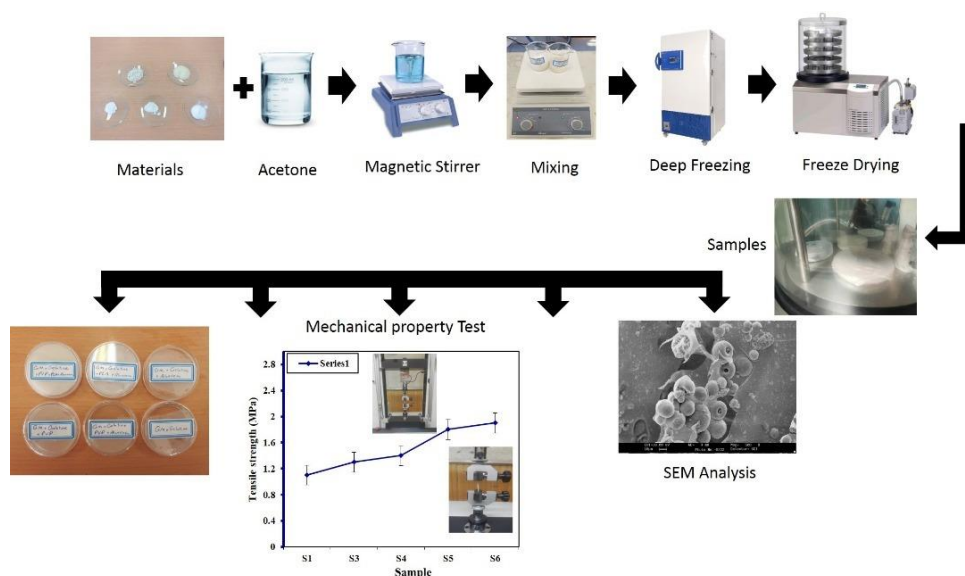 Materials
Acetone
Magnetic Stirrer
Mixing
Deep Freezing
Freeze Drying
Samples
Mechanical property Test
Series1
Tensile strength (MPa)
2.8
2.4
2
1.6
1.2
0.8
0.4
0
S1
S3
S4
S5
S6
Sample
SEM Analysis